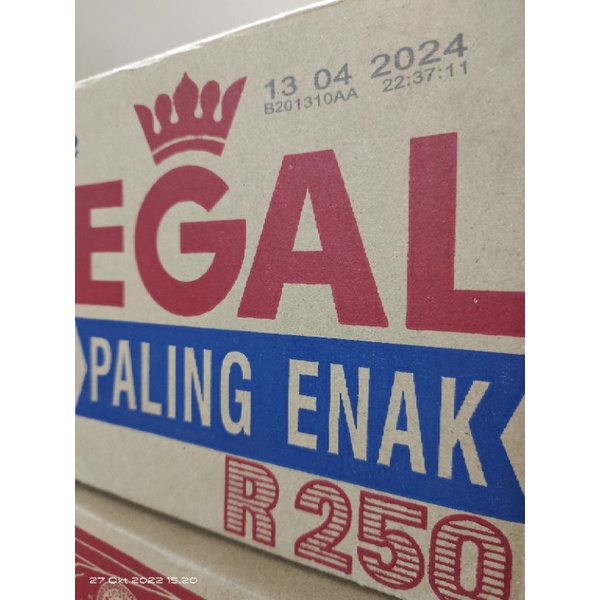 13 04 2024
B201310AA 22:37:11
EGAL
PALING ENAK
R 250
27 Okt 2022 15.20